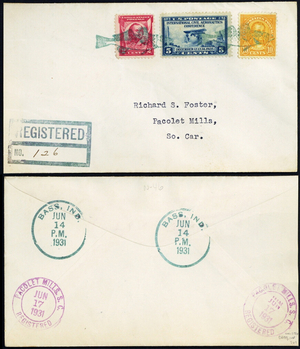 U.S. POSTAGE
INTERNATIONAL CIVIL AERONAUTICS
CONFERENCE
5
5
CENTS
Richard S. Foster,
Pacolet Mills,
So. Car.
REGISTERED
NO. 126
BASS, IND.
JUN
14
P.M.
1931
BASS, IND.
JUN
14
P.M.
1931
PACOLET MILLS, S.C.
JUN
17
1931
REGISTERED